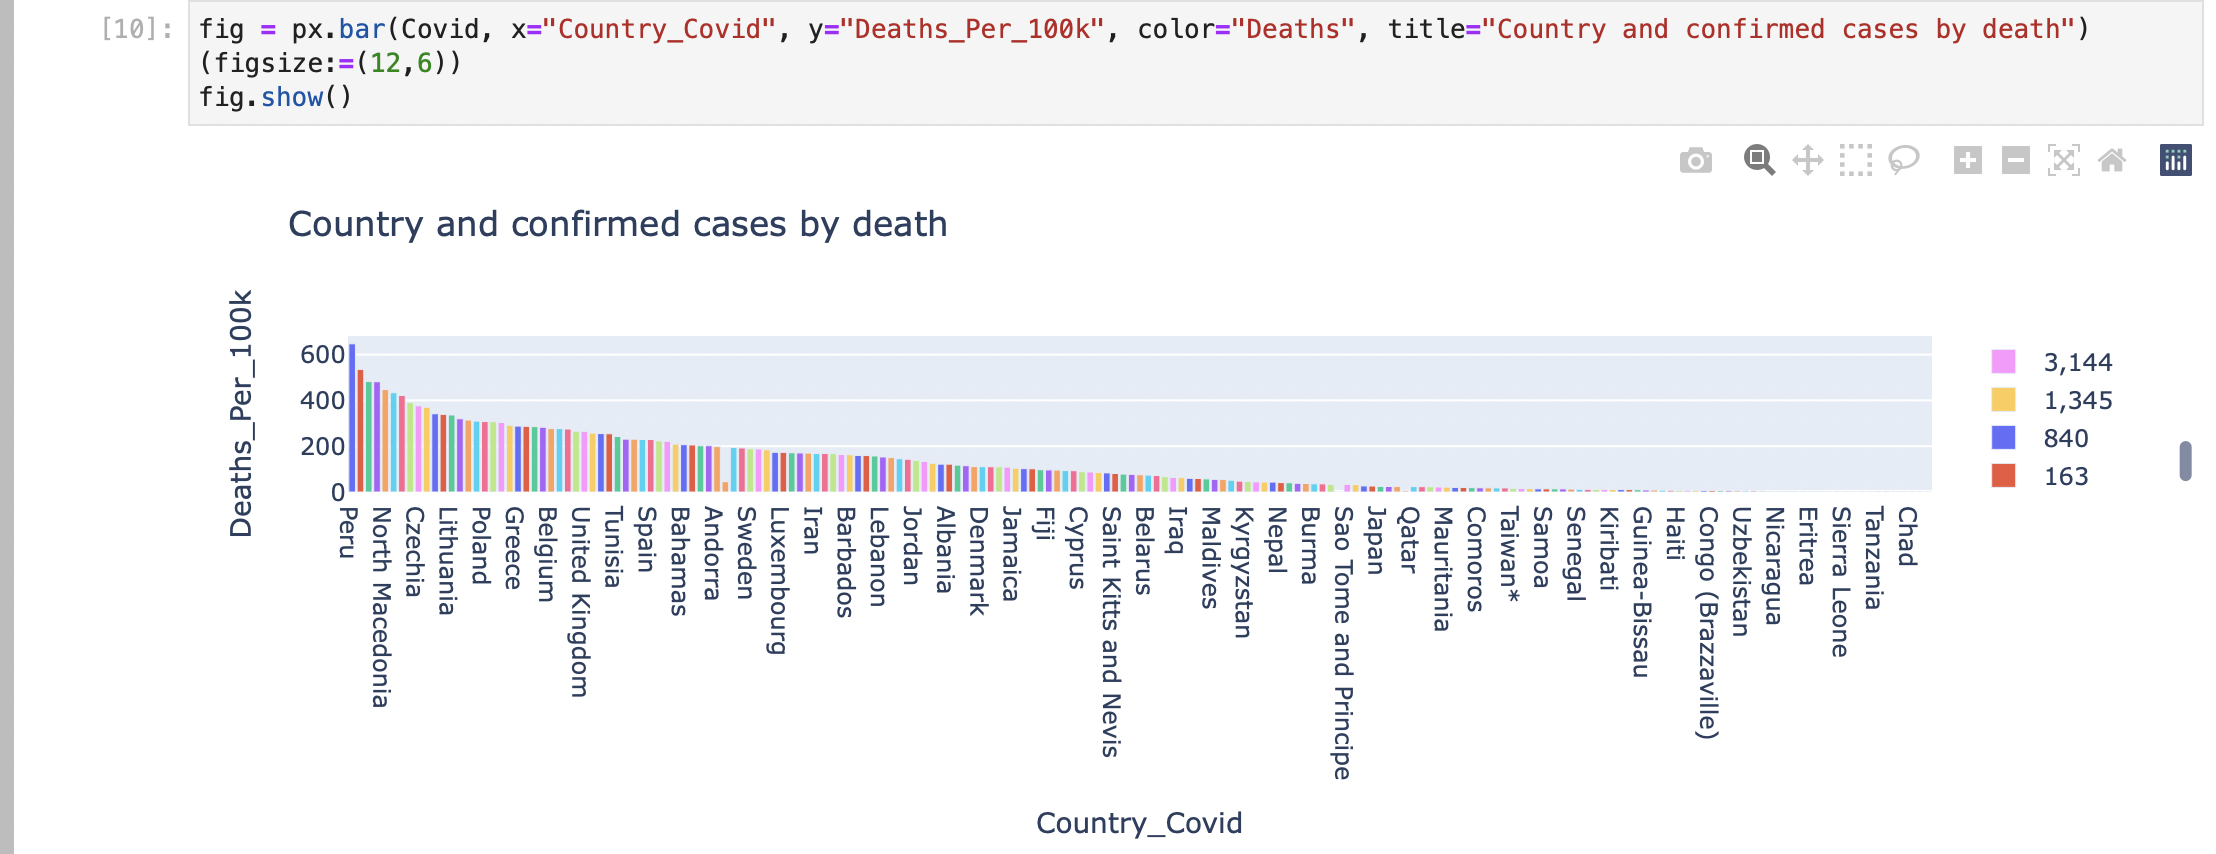 [10]: fig = px.bar(Covid, x="Country_Covid", y="Deaths_Per_100k", color="Deaths", title="Country and confirmed cases by death")
(figsize:=(12,6))
fig.show()
Country and confirmed cases by death
Deaths_Per_100k
600
400
200
0
3,144
1,345
840
163
Peru
North Macedonia
Czechia
Lithuania
Poland
Greece
Belgium
United Kingdom
Tunisia
Spain
Bahamas
Andorra
Sweden
Luxembourg
Iran
Barbados
Lebanon
Jordan
Albania
Denmark
Jamaica
Fiji
Cyprus
Saint Kitts and Nevis
Belarus
Iraq
Maldives
Kyrgyzstan
Nepal
Burma
Sao Tome and Principe
Japan
Qatar
Mauritania
Comoros
Taiwan*
Samoa
Senegal
Kiribati
Guinea-Bissau
Haiti
Congo (Brazzaville)
Uzbekistan
Nicaragua
Eritrea
Sierra Leone
Tanzania
Chad
Country_Covid